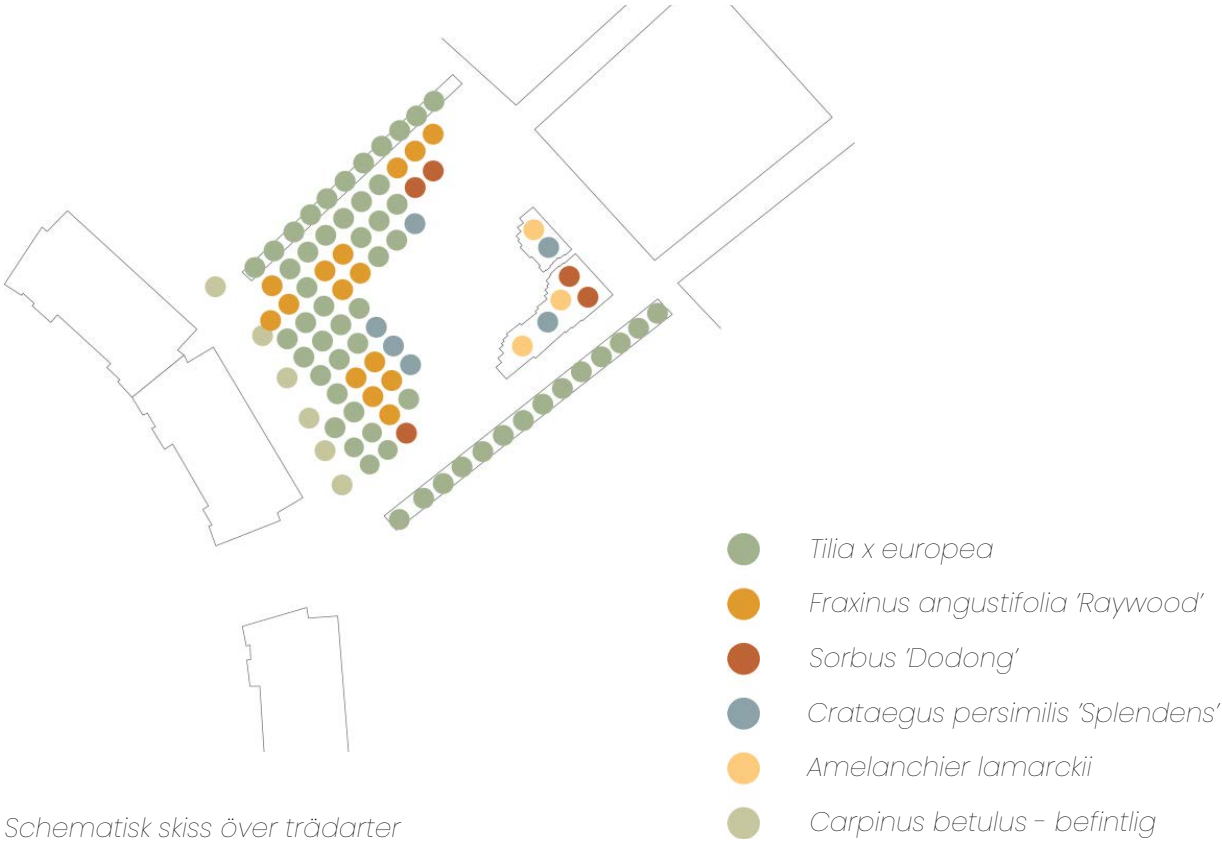 Tilia x europea
Fraxinus angustifolia 'Raywood'
Sorbus 'Dodong'
Crataegus persimilis 'Splendens'
Amelanchier lamarckii
Carpinus betulus - befintlig
Schematisk skiss över trädarter